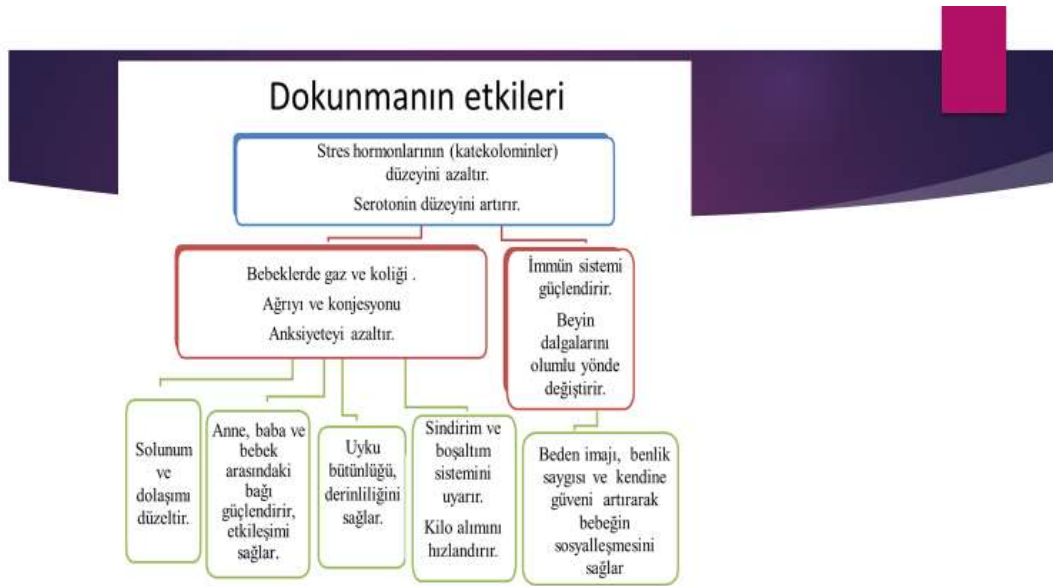 Dokunmanın etkileri
Stres hormonlarının (katekolominler)
düzeyini azaltır.
Serotonin düzeyini artırır.
Bebeklerde gaz ve koliği .
Ağrıyı ve konjesyonu
Anksiyeteyi azaltır.
İmmün sistemi
güçlendirir.
Beyin
dalgalarını
olumlu yönde
değiştirir.
Solunum
ve
dolaşımı
düzeltir.
Anne, baba ve
bebek
arasındaki
bağı
güçlendirir,
etkileşimi
sağlar.
Uyku
bütünlüğü,
derinliliğini
sağlar.
Sindirim ve
boşaltım
sistemini
uyarır.
Kilo alımını
hızlandırır.
Beden imajı, benlik
saygısı ve kendine
güveni artırarak
bebeğin
sosyalleşmesini
sağlar